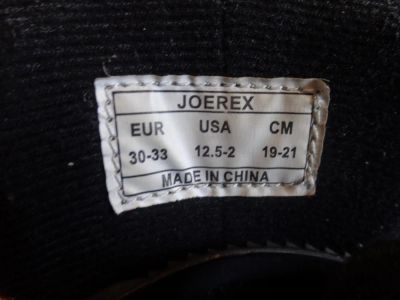 JOEREX
EUR USA CM
30-33 12.5-2 19-21
MADE IN CHINA